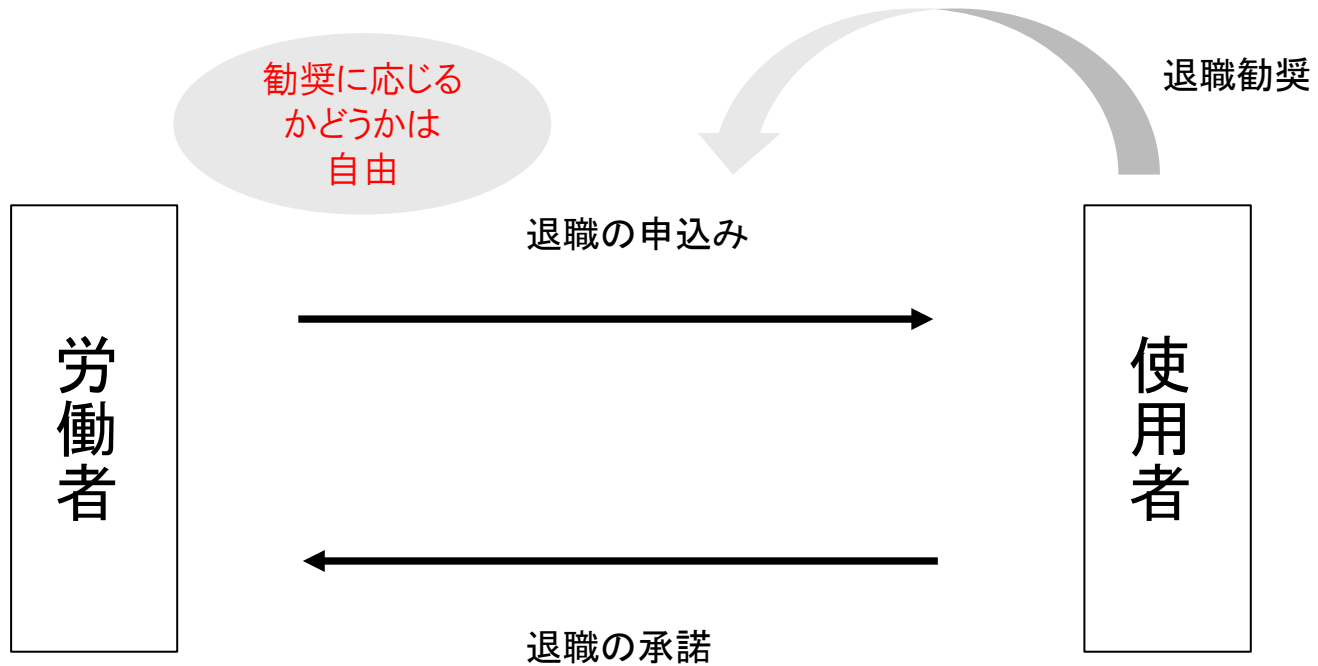 勧奨に応じる
かどうかは
自由
退職勧奨
退職の申込み
労働者
使用者
退職の承諾